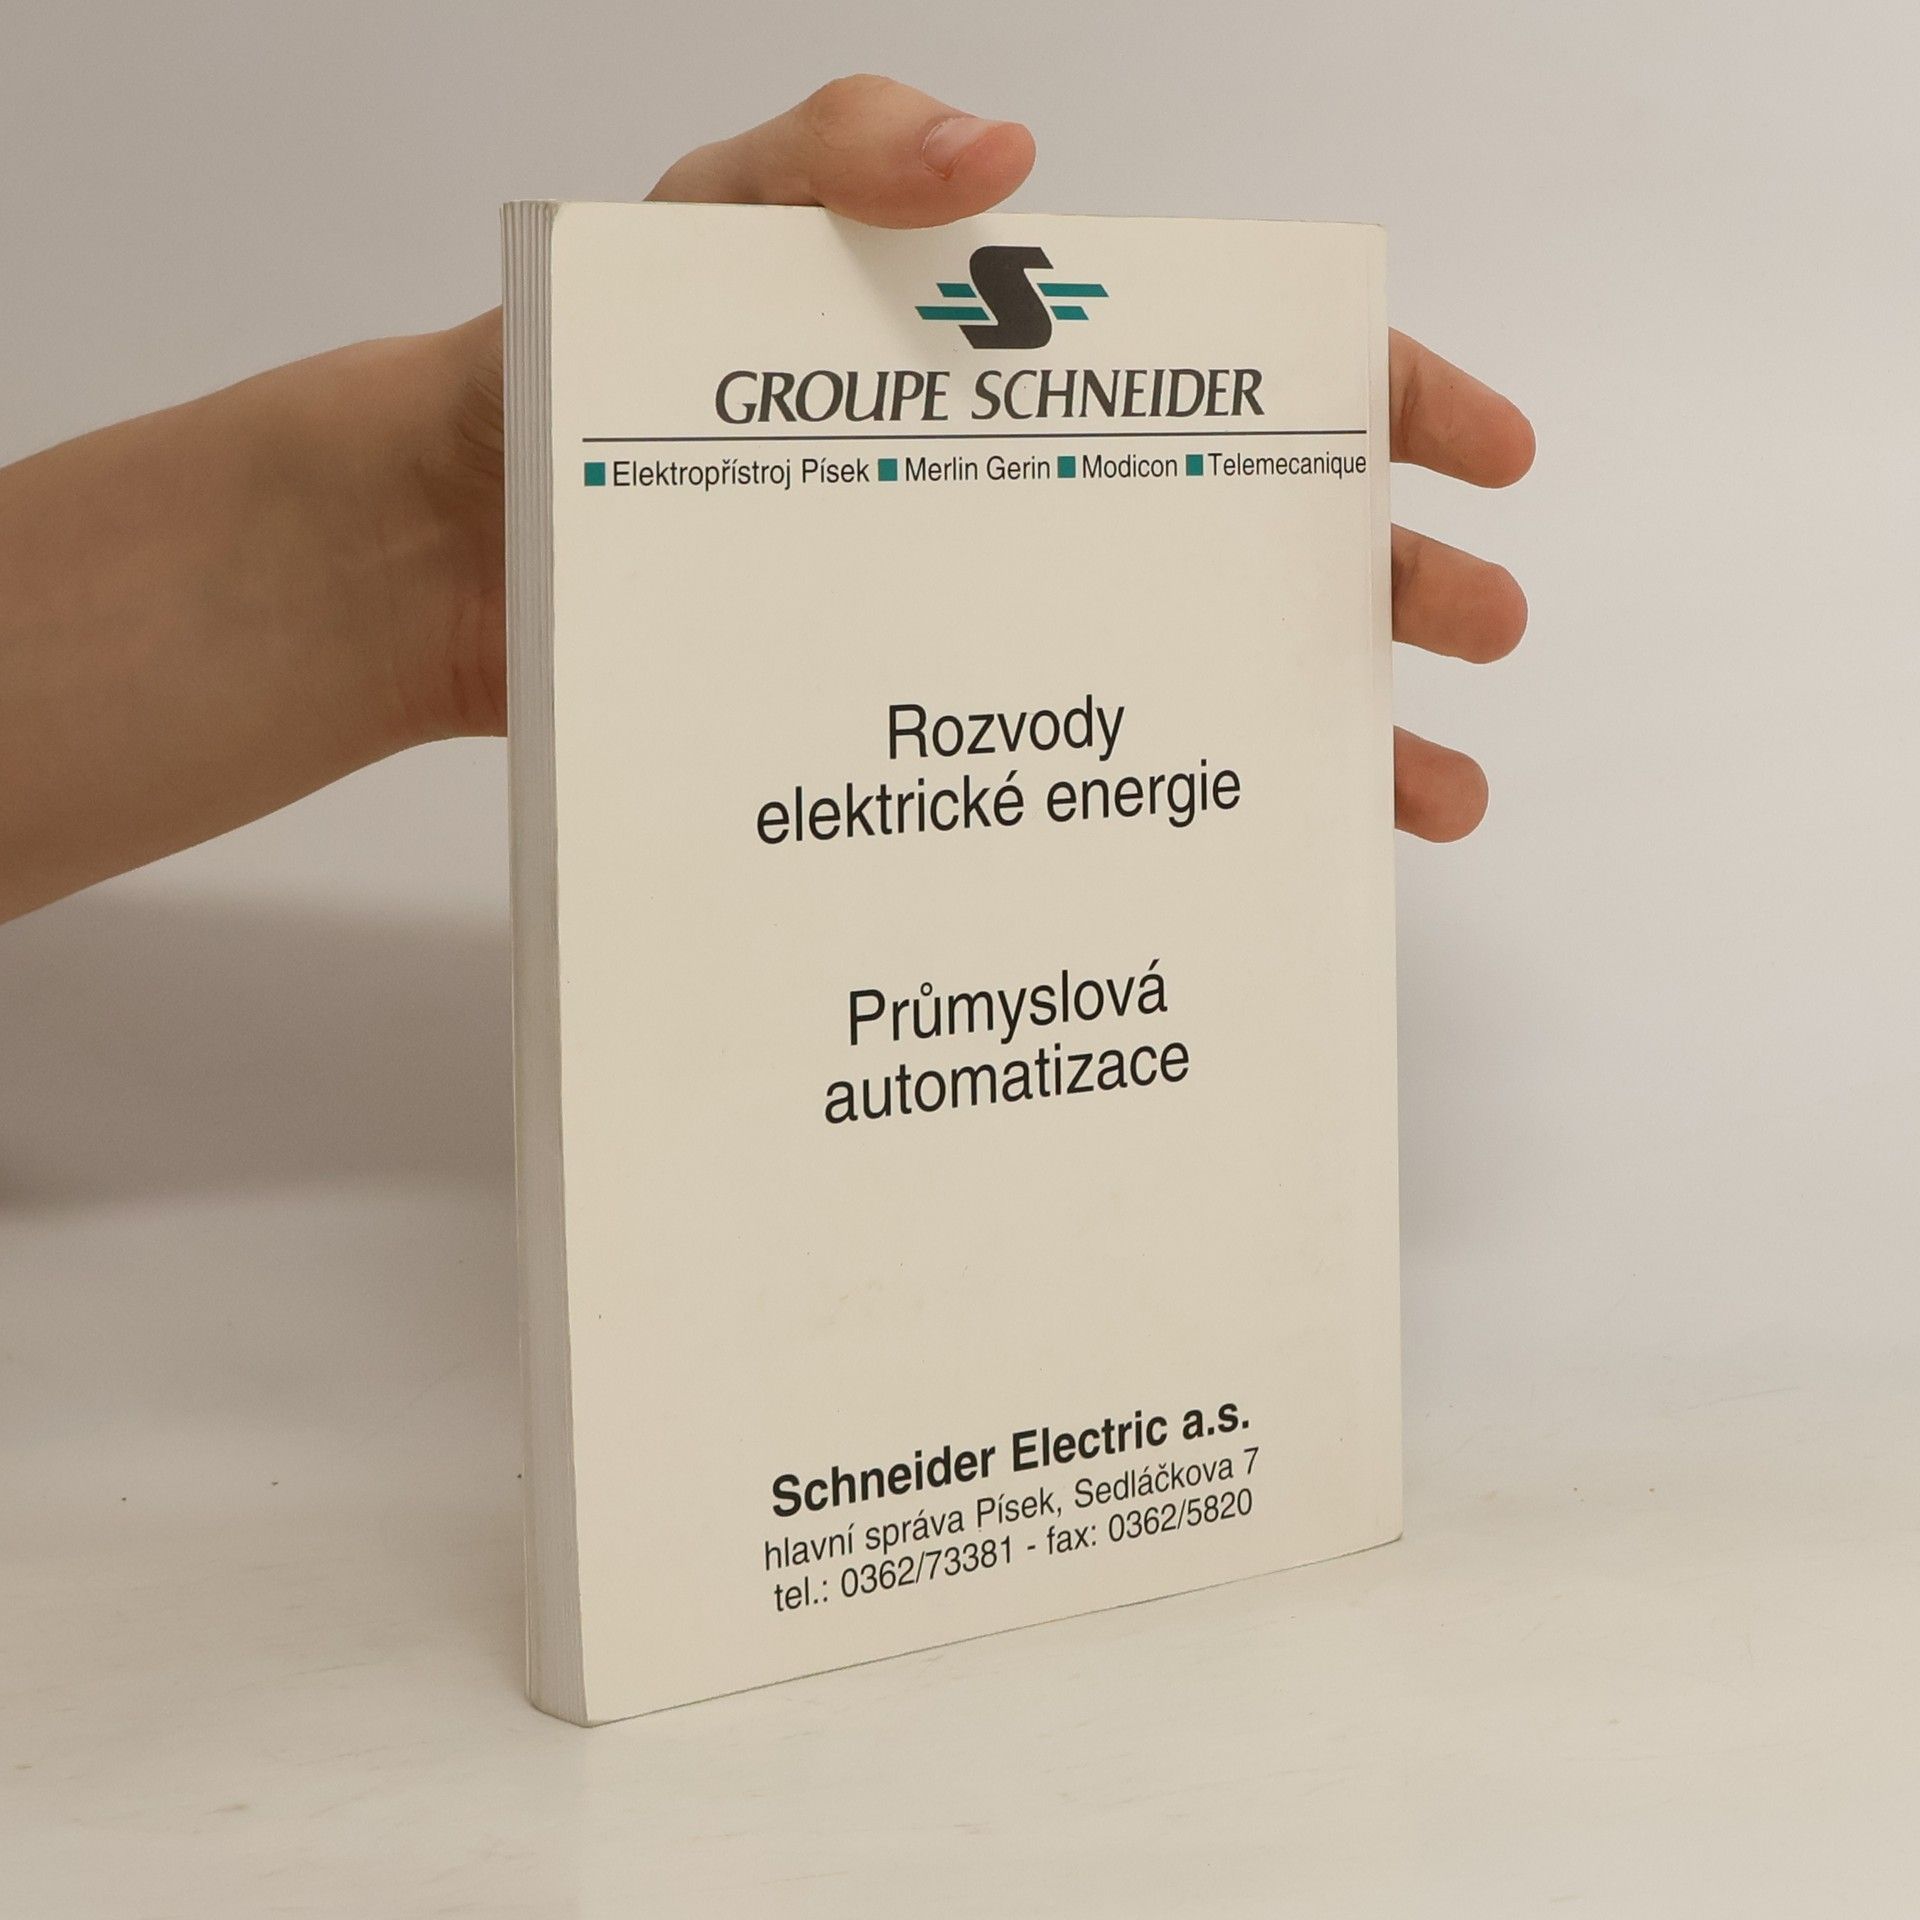 GROUPE SCHNEIDER
Elektropřístroj Písek Merlin Gerin Modicon Telemecanique
Rozvody
elektrické energie
Průmyslová
automatizace
Schneider Electric a.s.
hlavní správa Písek, Sedláčkova 7
tel.: 0362/73381 - fax: 0362/5820